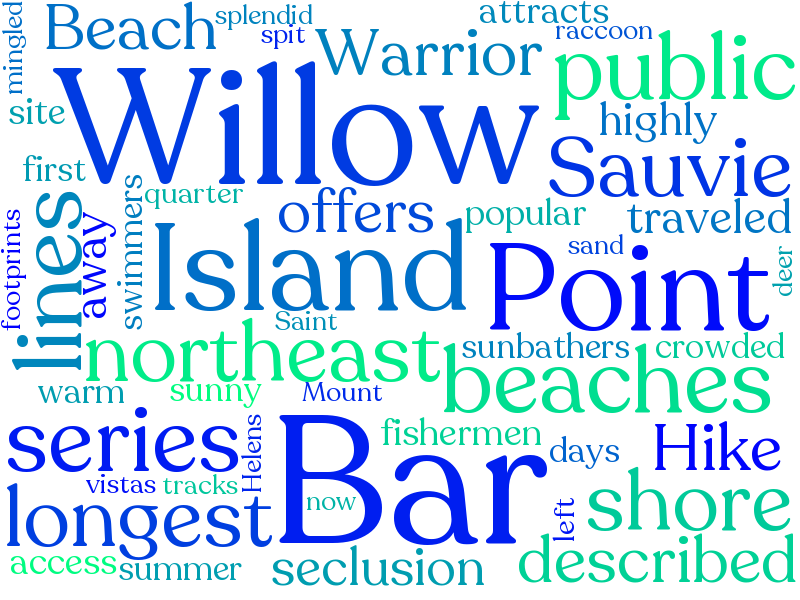 mingled
Beach
splendid
spit
attracts
raccoon
Warrior
public
site
Willow
highly
first
Sauvie
quarter
swimmers
offers
popular
traveled
lines
away
footprints
Island
Point
sand
deer
Saint
northeast
sunbathers
crowded
warm
sunny
Mount
beaches
series
Helens
Bar
fishermen
days
Hike
vistas
tracks
now
longest
left
shore
access
summer
seclusion
described